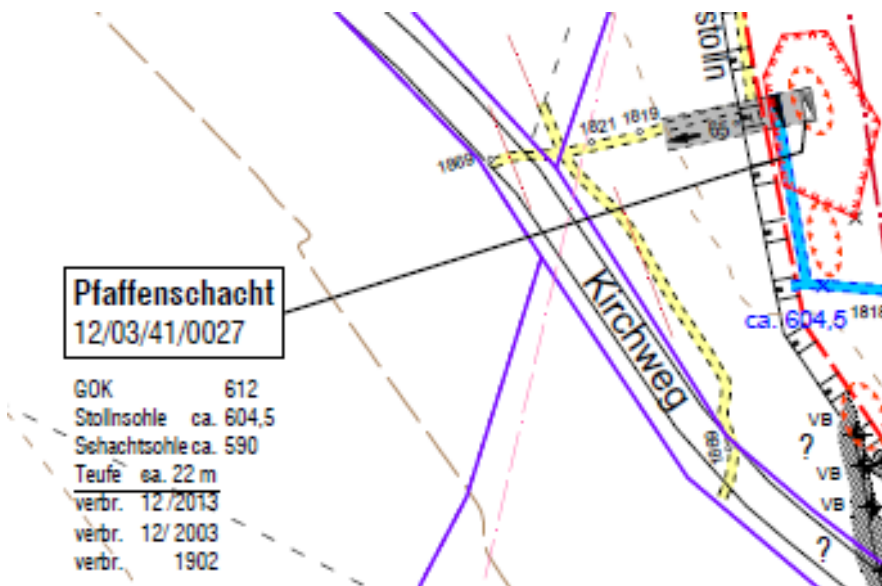 stolln
1821 1819
65
1869
Pfaffenschacht
12/03/41/0027
Kirchweg
ca. 604,5
1818
GOK 612
Stollnsohle ca. 604,5
Schachtsohle ca. 590
Teufe ca. 22 m
verbr. 12/2013
verbr. 12/ 2003
verbr. 1902
VB
?
VB
VB
?